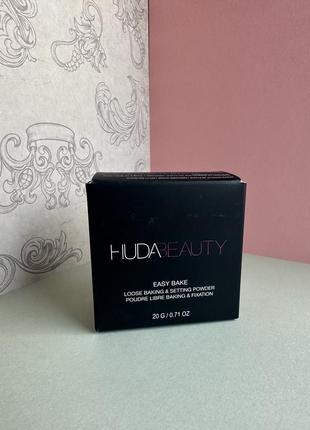 HUDABEAUTY
EASY BAKE
LOOSE BAKING & SETTING POWDER
POUDRE LIBRE BAKING & FIXATION
20 G / 0.71 OZ